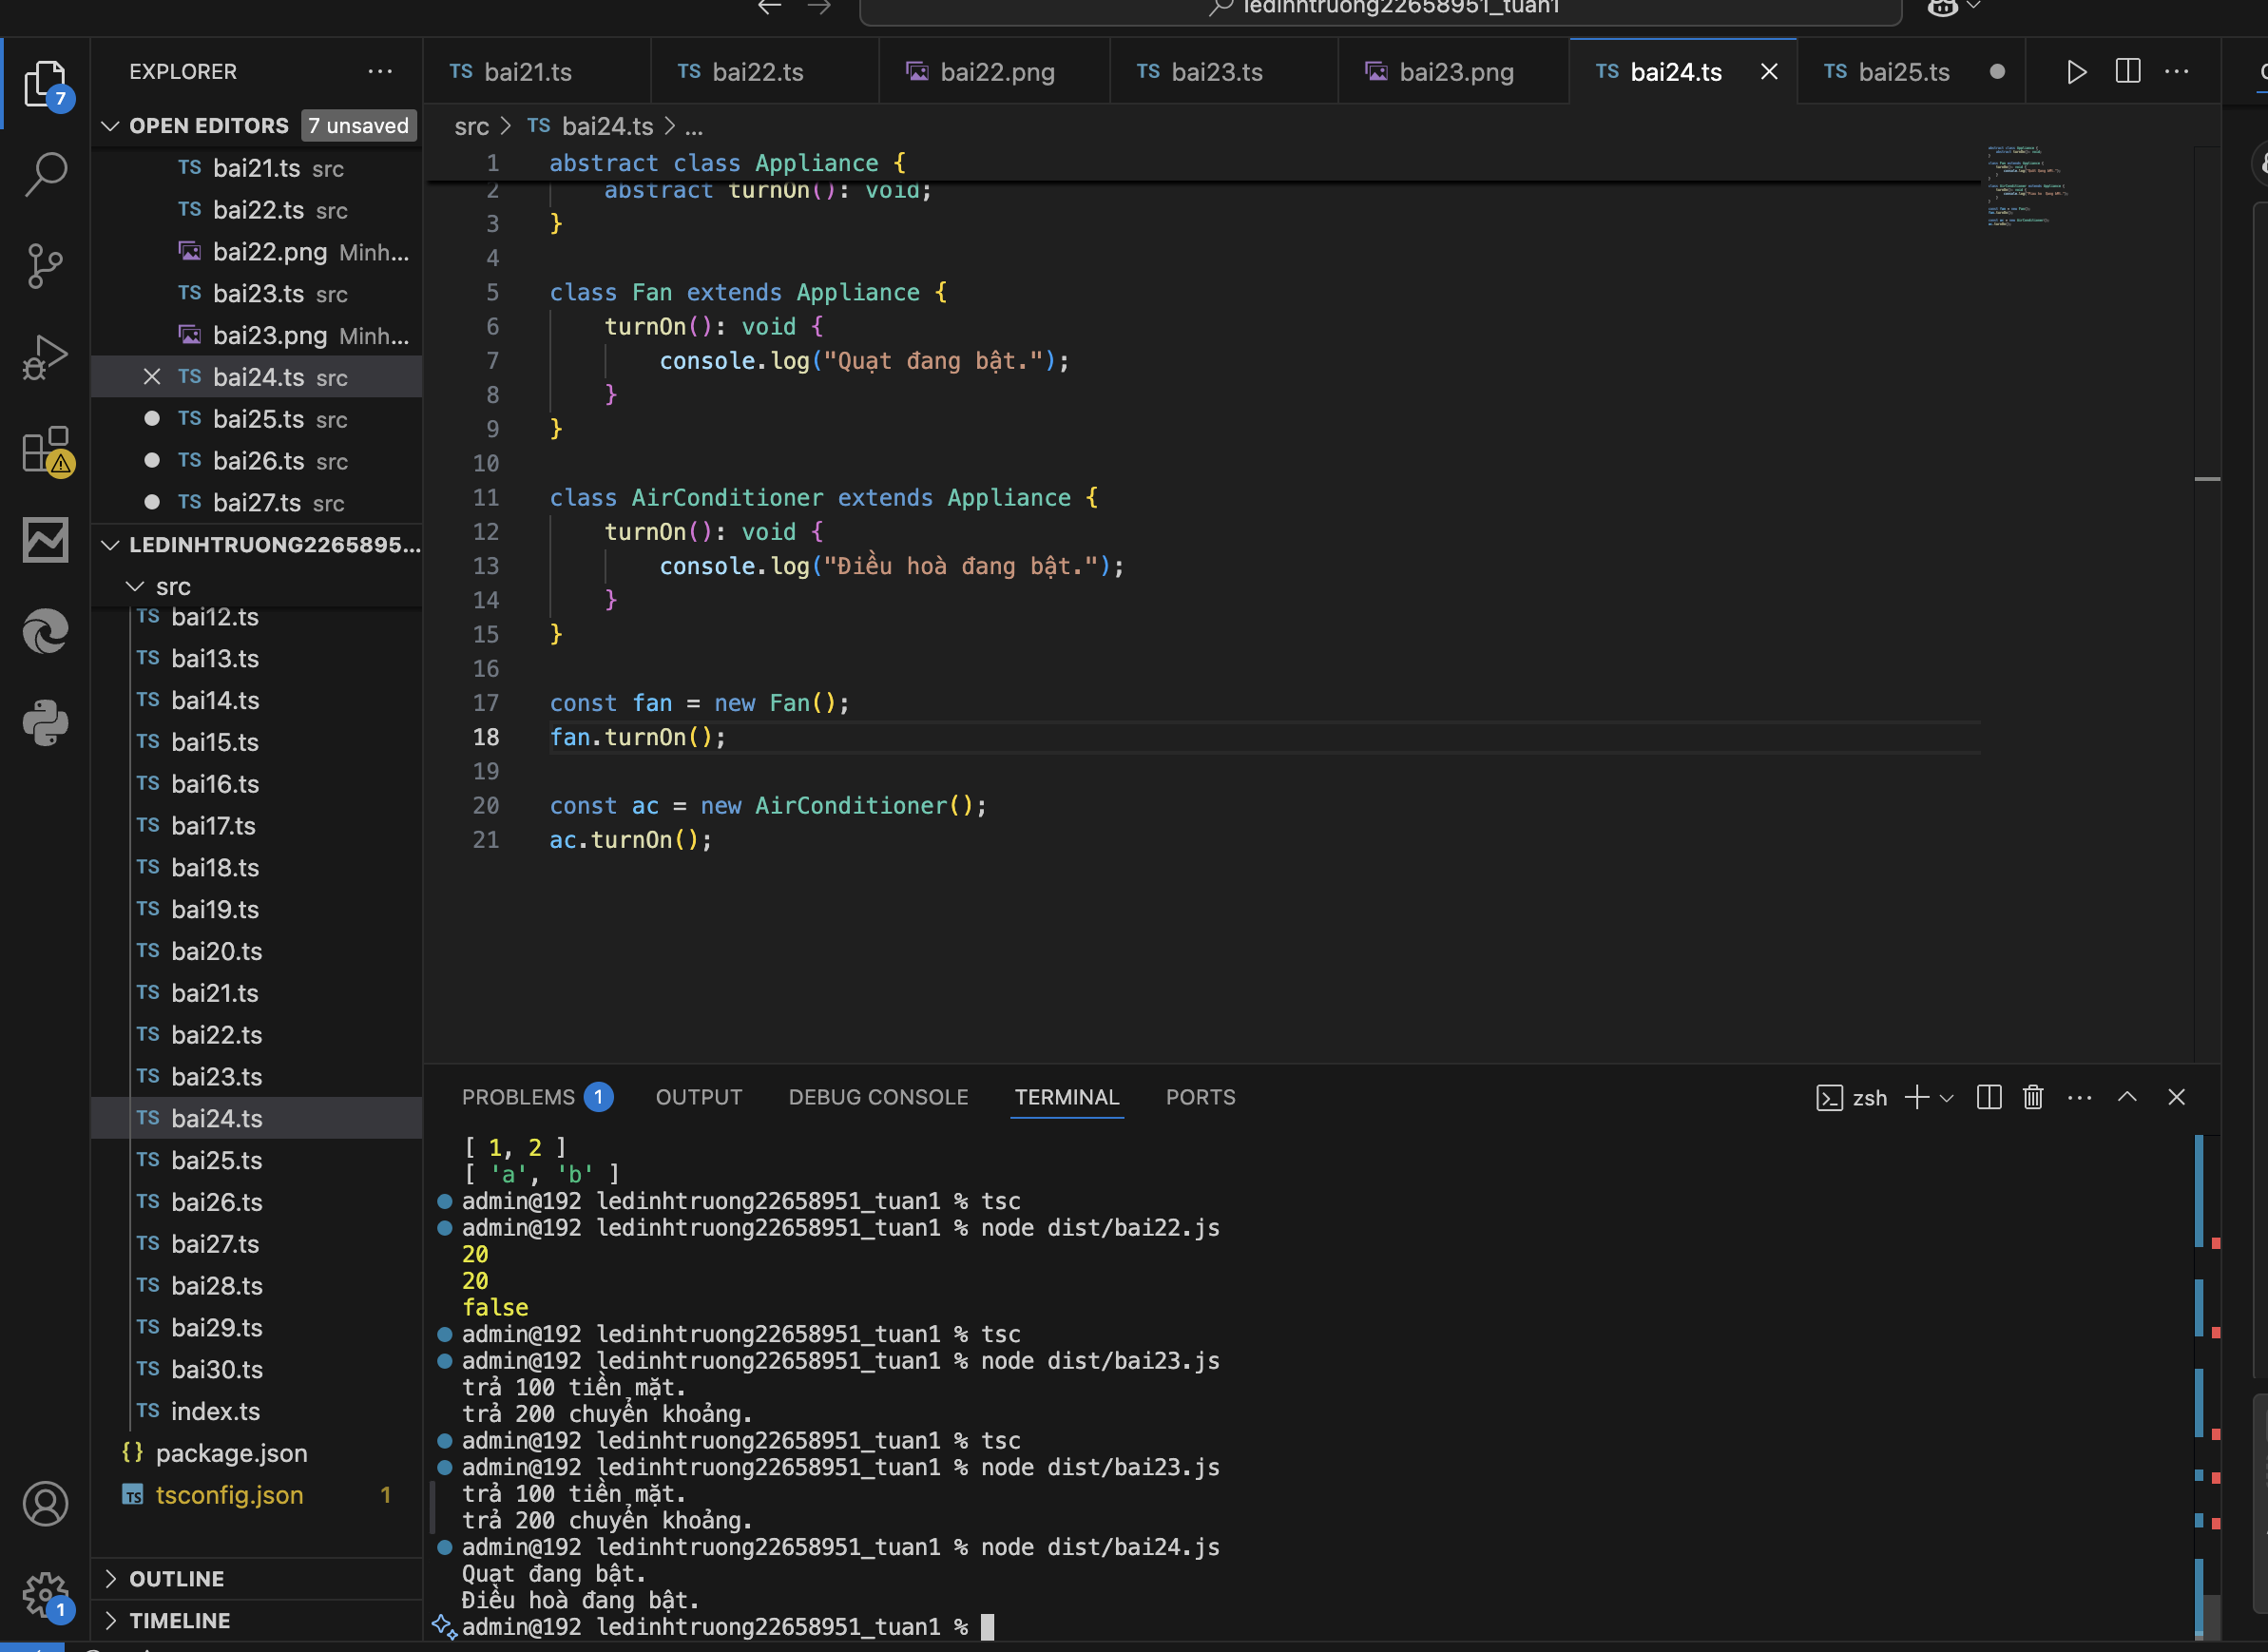 ledinhtruong22658951_tuan1
EXPLORER
7
OPEN EDITORS 7 unsaved
TS bai21.ts src
TS bai22.ts src
bai22.png Minh...
TS bai23.ts src
bai23.png Minh...
TS bai24.ts src
TS bai25.ts src
TS bai26.ts src
TS bai27.ts src
LEDINHTRUONG2265895...
src
TS bai12.ts
TS bai13.ts
TS bai14.ts
TS bai15.ts
TS bai16.ts
TS bai17.ts
TS bai18.ts
TS bai19.ts
TS bai20.ts
TS bai21.ts
TS bai22.ts
TS bai23.ts
TS bai24.ts
TS bai25.ts
TS bai26.ts
TS bai27.ts
TS bai28.ts
TS bai29.ts
TS bai30.ts
TS index.ts
{} package.json
TS tsconfig.json 1
OUTLINE
TIMELINE
1
TS bai21.ts TS bai22.ts bai22.png TS bai23.ts bai23.png TS bai24.ts TS bai25.ts
src > TS bai24.ts > ...
1 abstract class Appliance {
2 abstract turnOn(): void;
3 }
4
5 class Fan extends Appliance {
6 turnOn(): void {
7 console.log("Quạt đang bật.");
8 }
9 }
10
11 class AirConditioner extends Appliance {
12 turnOn(): void {
13 console.log("Điều hoà đang bật.");
14 }
15 }
16
17 const fan = new Fan();
18 fan.turnOn();
19
20 const ac = new AirConditioner();
21 ac.turnOn();
PROBLEMS 1 OUTPUT DEBUG CONSOLE TERMINAL PORTS zsh
[ 1, 2 ]
[ 'a', 'b' ]
admin@192 ledinhtruong22658951_tuan1 % tsc
admin@192 ledinhtruong22658951_tuan1 % node dist/bai22.js
20
20
false
admin@192 ledinhtruong22658951_tuan1 % tsc
admin@192 ledinhtruong22658951_tuan1 % node dist/bai23.js
trả 100 tiền mặt.
trả 200 chuyển khoảng.
admin@192 ledinhtruong22658951_tuan1 % tsc
admin@192 ledinhtruong22658951_tuan1 % node dist/bai23.js
trả 100 tiền mặt.
trả 200 chuyển khoảng.
admin@192 ledinhtruong22658951_tuan1 % node dist/bai24.js
Quạt đang bật.
Điều hoà đang bật.
admin@192 ledinhtruong22658951_tuan1 %